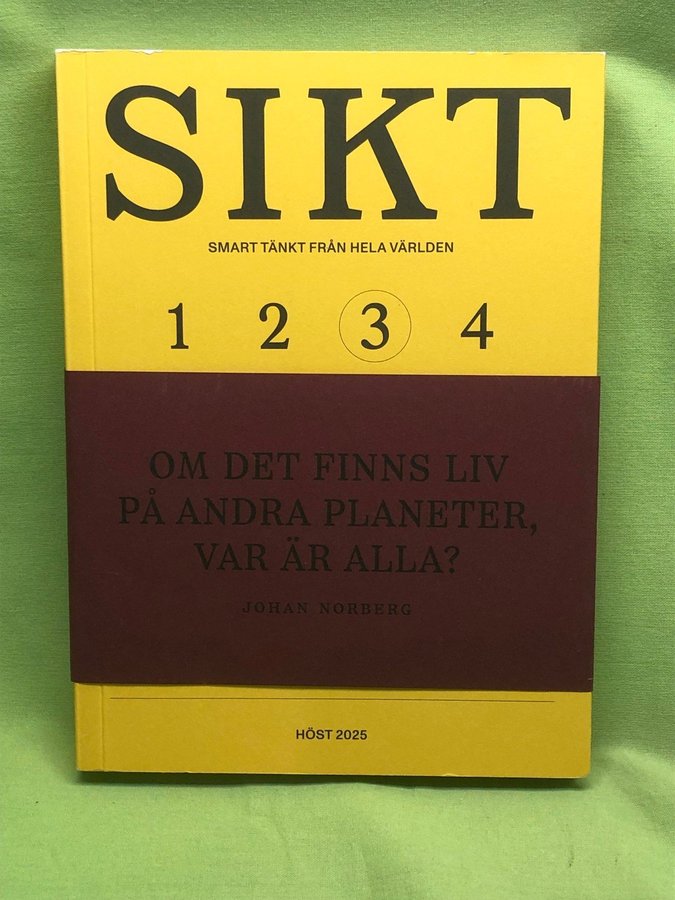 SIKT
SMART TÄNKT FRÅN HELA VÄRLDEN
1 2 3 4
OM DET FINNS LIV
PÅ ANDRA PLANETER,
VAR ÄR ALLA?
JOHAN NORBERG
HÖST 2025